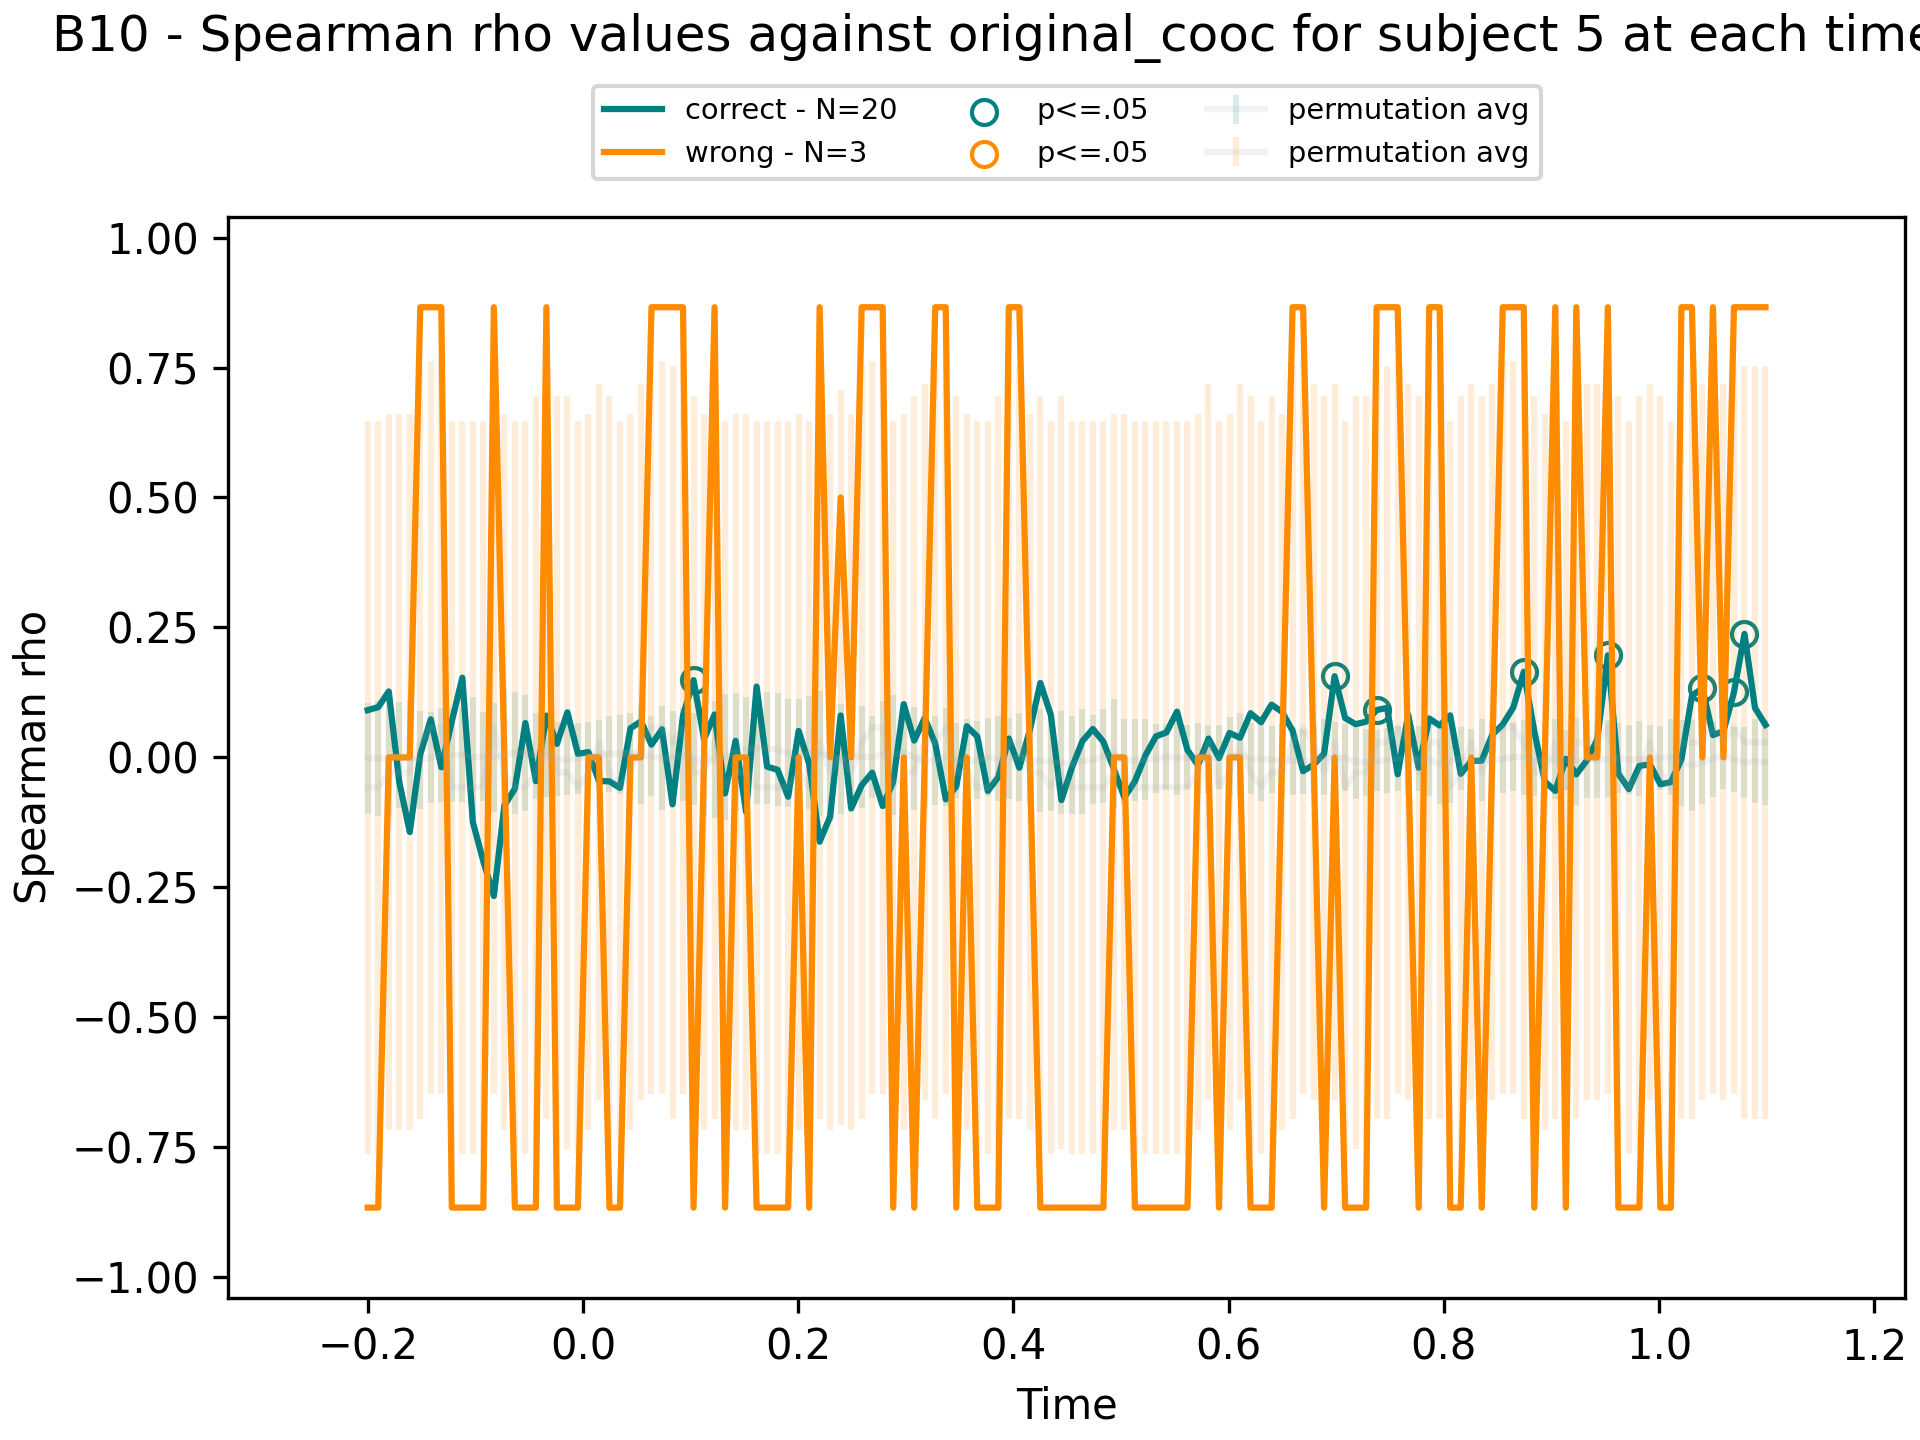 B10 - Spearman rho values against original_cooc for subject 5 at each time
correct - N=20 p<=.05 permutation avg
wrong - N=3 p<=.05 permutation avg
1.00
0.75
0.50
0.25
0.00
−0.25
−0.50
−0.75
−1.00
Spearman rho
−0.2 0.0 0.2 0.4 0.6 0.8 1.0 1.2
Time